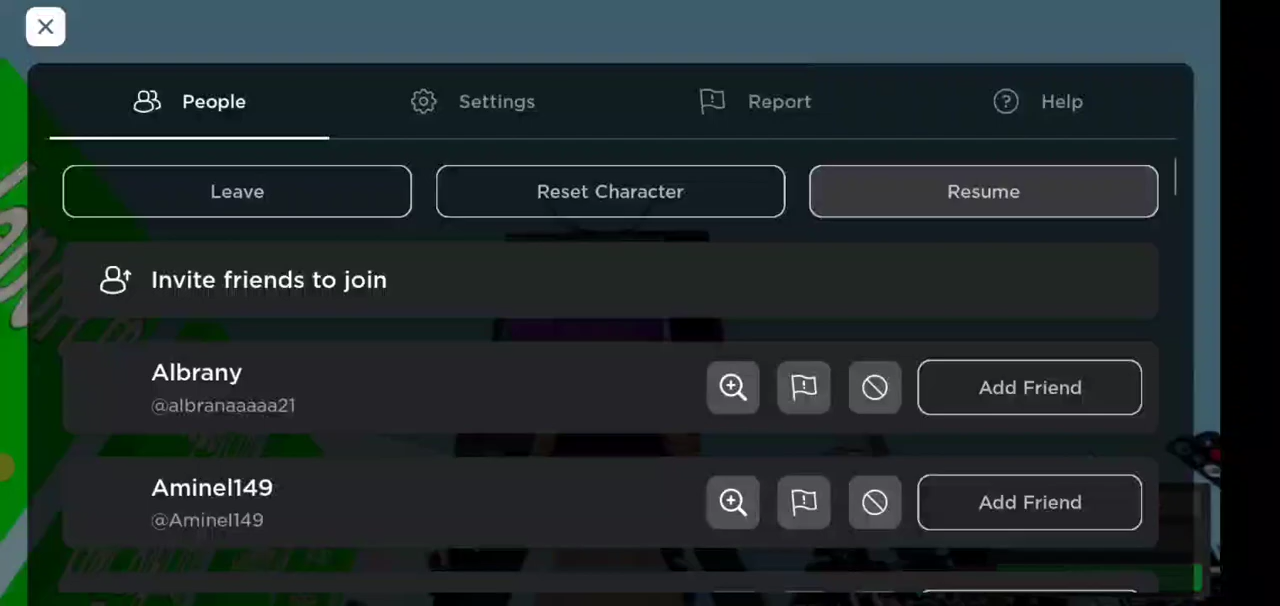 People
Settings
Report
Help
Leave
Reset Character
Resume
Invite friends to join
Albrany
@albranaaaaa21
Add Friend
Aminel149
@Aminel149
Add Friend